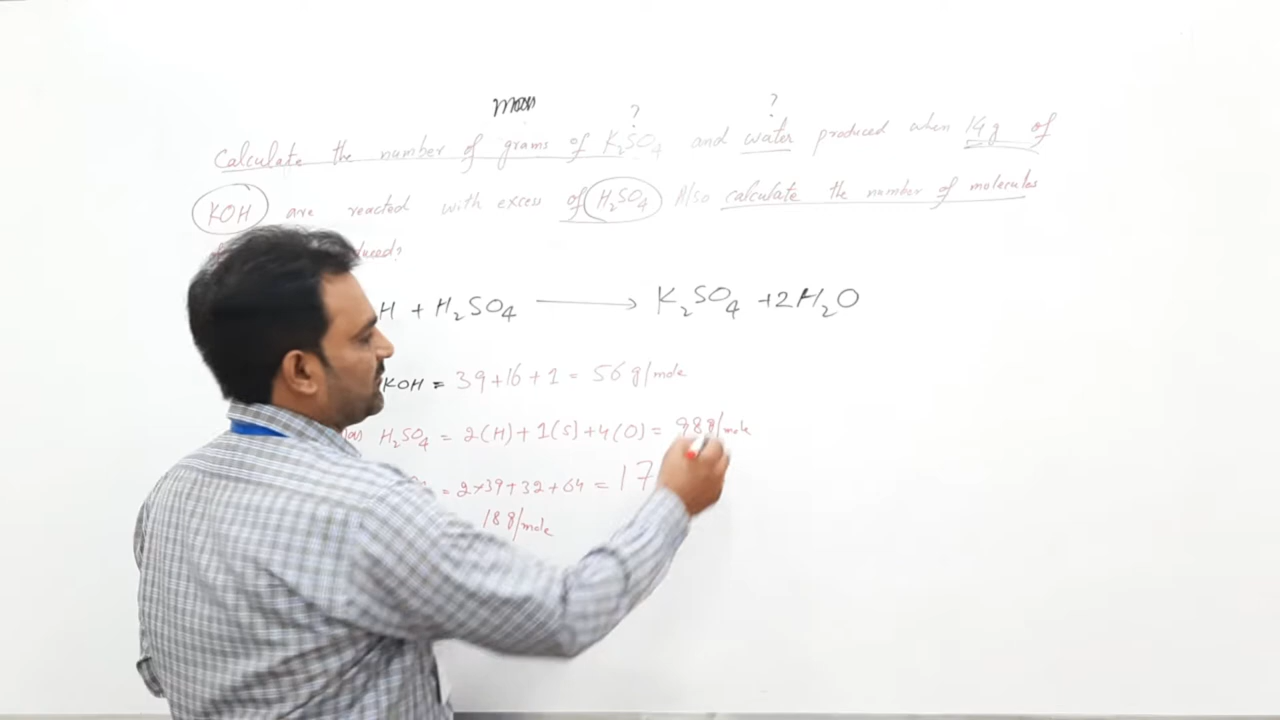 mass
? ?
Calculate the number of grams of K₂SO₄ and water produced when 14g of
KOH are reacted with excess of H₂SO₄ Also calculate the number of molecules
duced?
H + H₂SO₄ ⟶ K₂SO₄ + 2H₂O
KOH = 39+16+1 = 56 g/mole
as H₂SO₄ = 2(H)+1(S)+4(O) = 98g/mole
= 2×39+32+64 = 17
18 g/mole